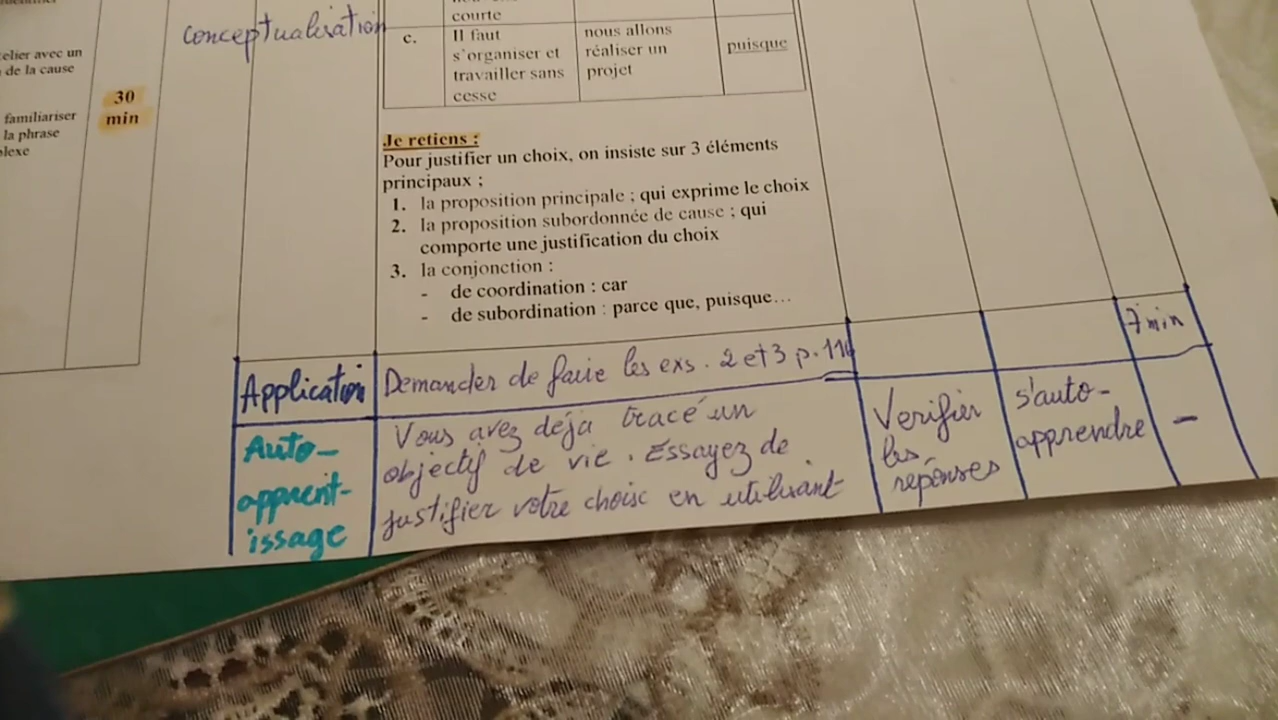 elier avec un
de la cause
familiariser
la phrase
30
min
conceptualisation
courte
c.
Il faut
s'organiser et
travailler sans
cesse
nous allons
réaliser un
projet
puisque
Je retiens :
Pour justifier un choix, on insiste sur 3 éléments
principaux ;
1. la proposition principale ; qui exprime le choix
2. la proposition subordonnée de cause ; qui
comporte une justification du choix
3. la conjonction :
- de coordination : car
- de subordination : parce que, puisque…
7 min
Application
Demander de faire les exs. 2 et 3 p. 116
Auto-
apprent-
issage
Vous avez déja tracé un
objectif de vie. Essayez de
justifier votre choix en utilisant
Verifier
les
réponses
s'auto-
apprendre
-